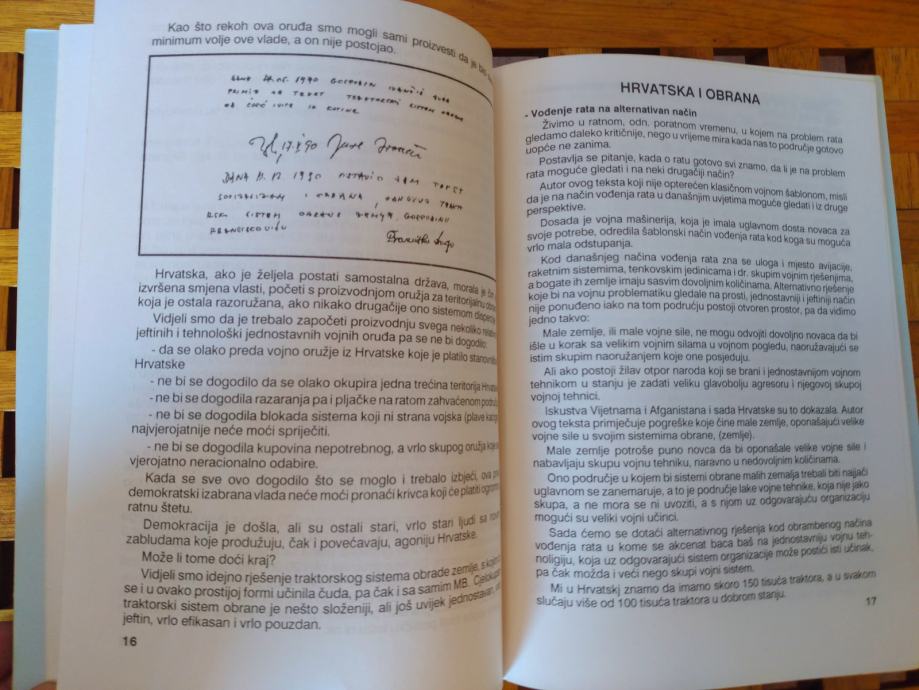 Kao što rekoh ova oruđa smo mogli sami proizvesti da je bio
minimum volje ove vlade, a on nije postojao.
1990 GOSPODIN
17.5.90
DANA 11. 12. 1990 OSTAVIO SAM TEKST
SOCIJALIZAM I OBRANA,
SISTEM OBRANE ZEMLJE, GOSPODINU
FRANCISKOVIĆU
Hrvatska, ako je željela postati samostalna država, morala je čim
izvršena smjena vlasti, početi s proizvodnjom oružja za teritorijalnu
koja je ostala razoružana, ako nikako drugačije ono sistemom
Vidjeli smo da je trebalo započeti proizvodnju svega nekoliko
jeftinih i tehnološki jednostavnih vojnih oruđa pa se ne bi dogodilo:
- da se olako preda vojno oružje iz Hrvatske koje je platilo
Hrvatske
- ne bi se dogodilo da se olako okupira jedna trećina teritorija
- ne bi se dogodila razaranja pa i pljačke na ratom zahvaćenom
- ne bi se dogodila blokada sistema koji ni strana vojska (plave
najvjerojatnije neće moći spriječiti.
- ne bi se dogodila kupovina nepotrebnog, a vrlo skupog oružja
vjerojatno neracionalno odabire.
Kada se sve ovo dogodilo što se moglo i trebalo izbjeći, ova
demokratski izabrana vlada neće moći pronaći krivca koji će platiti
ratnu štetu.
Demokracija je došla, ali su ostali stari, vrlo stari ljudi sa
zabludama koje produžuju, čak i povećavaju, agoniju Hrvatske.
Može li tome doći kraj?
Vidjeli smo idejno rješenje traktorskog sistema obrade zemlje, s
se i u ovako prostijoj formi učinila čuda, pa čak i sa samim MB.
traktorski sistem obrane je nešto složeniji, ali još uvijek jednostavan,
jeftin, vrlo efikasan i vrlo pouzdan.
16
HRVATSKA I OBRANA
- Vođenje rata na alternativan način
Živimo u ratnom, odn. poratnom vremenu, u kojem na problem rata
gledamo daleko kritičnije, nego u vrijeme mira kada nas to područje gotovo
uopće ne zanima.
Postavlja se pitanje, kada o ratu gotovo svi znamo, da li je na problem
rata moguće gledati i na neki drugačiji način?
Autor ovog teksta koji nije opterećen klasičnom vojnom šablonom, misli
da je na način vođenja rata u današnjim uvjetima moguće gledati i iz druge
perspektive.
Dosada je vojna mašinerija, koja je imala uglavnom dosta novaca za
svoje potrebe, odredila šablonski način vođenja rata kod koga su moguća
vrlo mala odstupanja.
Kod današnjeg načina vođenja rata zna se uloga i mjesto avijacije,
raketnim sistemima, tenkovskim jedinicama i dr. skupim vojnim rješenjima,
a bogate ih zemlje imaju sasvim dovoljnim količinama. Alternativno rješenje
koje bi na vojnu problematiku gledale na prosti, jednostavniji i jeftiniji način
nije ponuđeno iako na tom području postoji otvoren prostor, pa da vidimo
jedno takvo:
Male zemlje, ili male vojne sile, ne mogu odvojiti dovoljno novaca da bi
išle u korak sa velikim vojnim silama u vojnom pogledu, naoružavajući se
istim skupim naoružanjem koje one posjeduju.
Ali ako postoji žilav otpor naroda koji se brani i jednostavnijom vojnom
tehnikom u stanju je zadati veliku glavobolju agresoru i njegovoj skupoj
vojnoj tehnici.
Iskustva Vijetnama i Afganistana i sada Hrvatske su to dokazala. Autor
ovog teksta primjećuje pogreške koje čine male zemlje, oponašajući velike
vojne sile u svojim sistemima obrane, (zemlje).
Male zemlje potroše puno novca da bi oponašale velike vojne sile i
nabavljaju skupu vojnu tehniku, naravno u nedovoljnim količinama.
Ono područje u kojem bi sistemi obrane malih zemalja trebali biti najjači
uglavnom se zanemaruje, a to je područje lake vojne tehnike, koja nije jako
skupa, a ne mora se ni uvoziti, a s njom uz odgovarajuću organizaciju
mogući su veliki vojni učinci.
Sada ćemo se dotaći alternativnog rješenja kod obrambenog načina
vođenja rata u kome se akcenat baca baš na jednostavniju vojnu teh-
nologiju, koja uz odgovarajući sistem organizacije može postići isti učinak,
pa čak možda i veći nego skupi vojni sistem.
Mi u Hrvatskj znamo da imamo skoro 150 tisuća traktora, a u svakom
slučaju više od 100 tisuća traktora u dobrom stanju.
17